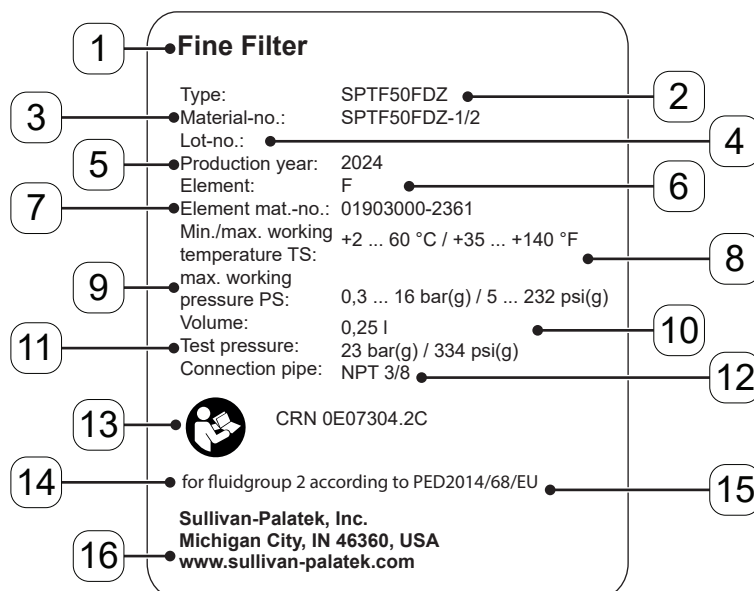 1 Fine Filter
Type: SPTF50FDZ 2
3 Material-no.: SPTF50FDZ-1/2
Lot-no.: 4
5 Production year: 2024
Element: F 6
7 Element mat.-no.: 01903000-2361
Min./max. working
temperature TS: +2 ... 60 °C / +35 ... +140 °F 8
9 max. working
pressure PS: 0,3 ... 16 bar(g) / 5 ... 232 psi(g)
Volume: 0,25 l 10
11 Test pressure: 23 bar(g) / 334 psi(g)
Connection pipe: NPT 3/8 12
13 CRN 0E07304.2C
14 for fluidgroup 2 according to PED2014/68/EU 15
Sullivan-Palatek, Inc.
Michigan City, IN 46360, USA
16 www.sullivan-palatek.com